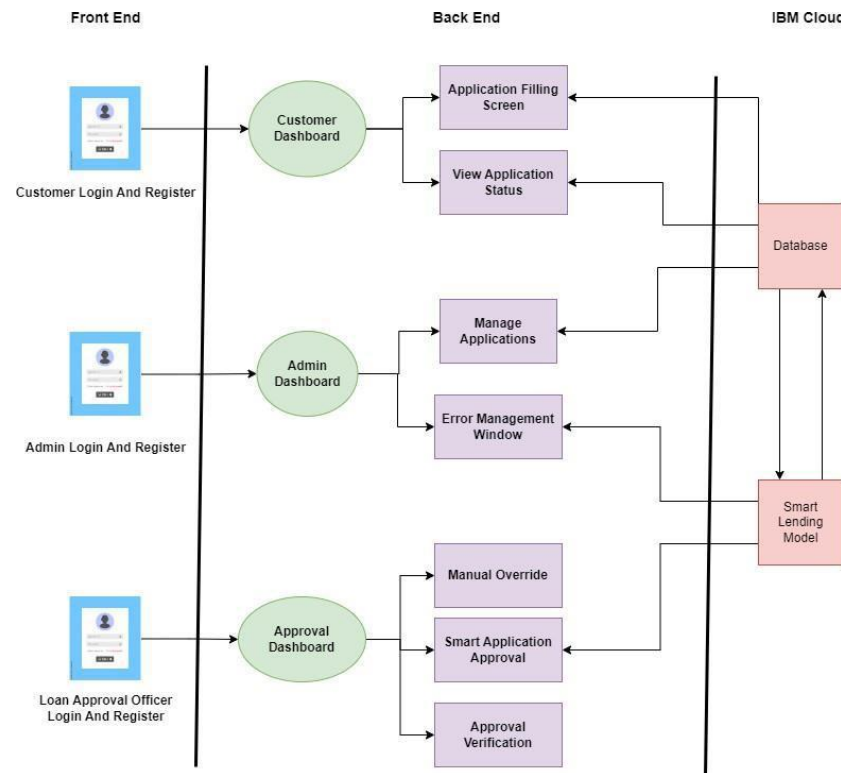 Front End
Back End
IBM Cloud
Customer Login And Register
Customer
Dashboard
Application Filling
Screen
View Application
Status
Database
Admin Login And Register
Admin
Dashboard
Manage
Applications
Error Management
Window
Smart
Lending
Model
Loan Approval Officer
Login And Register
Approval
Dashboard
Manual Override
Smart Application
Approval
Approval
Verification